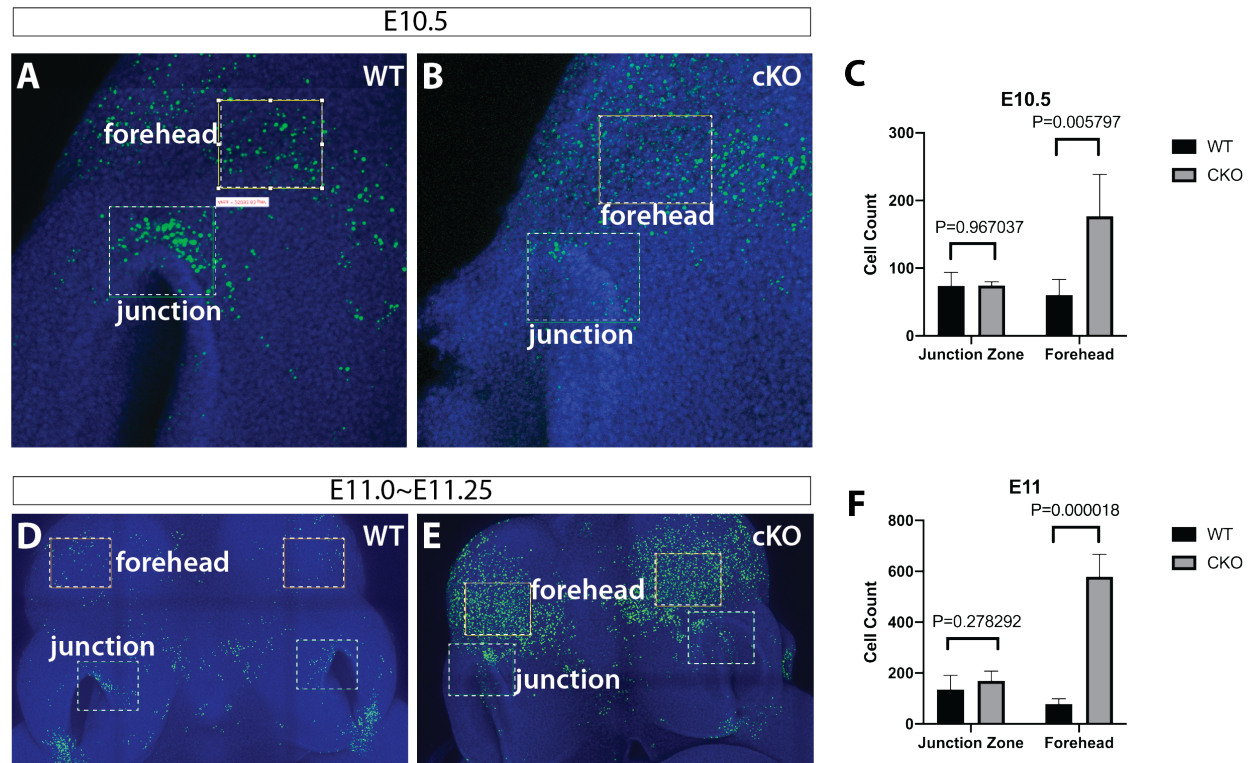 E10.5
A
WT
forehead
junction
B
cKO
forehead
junction
C
E10.5
P=0.005797
P=0.967037
300
200
100
0
Cell Count
Junction Zone
Forehead
WT
CKO
E11.0~E11.25
D
WT
forehead
junction
E
cKO
forehead
junction
F
E11
P=0.000018
P=0.278292
800
600
400
200
0
Cell Count
Junction Zone
Forehead
WT
CKO